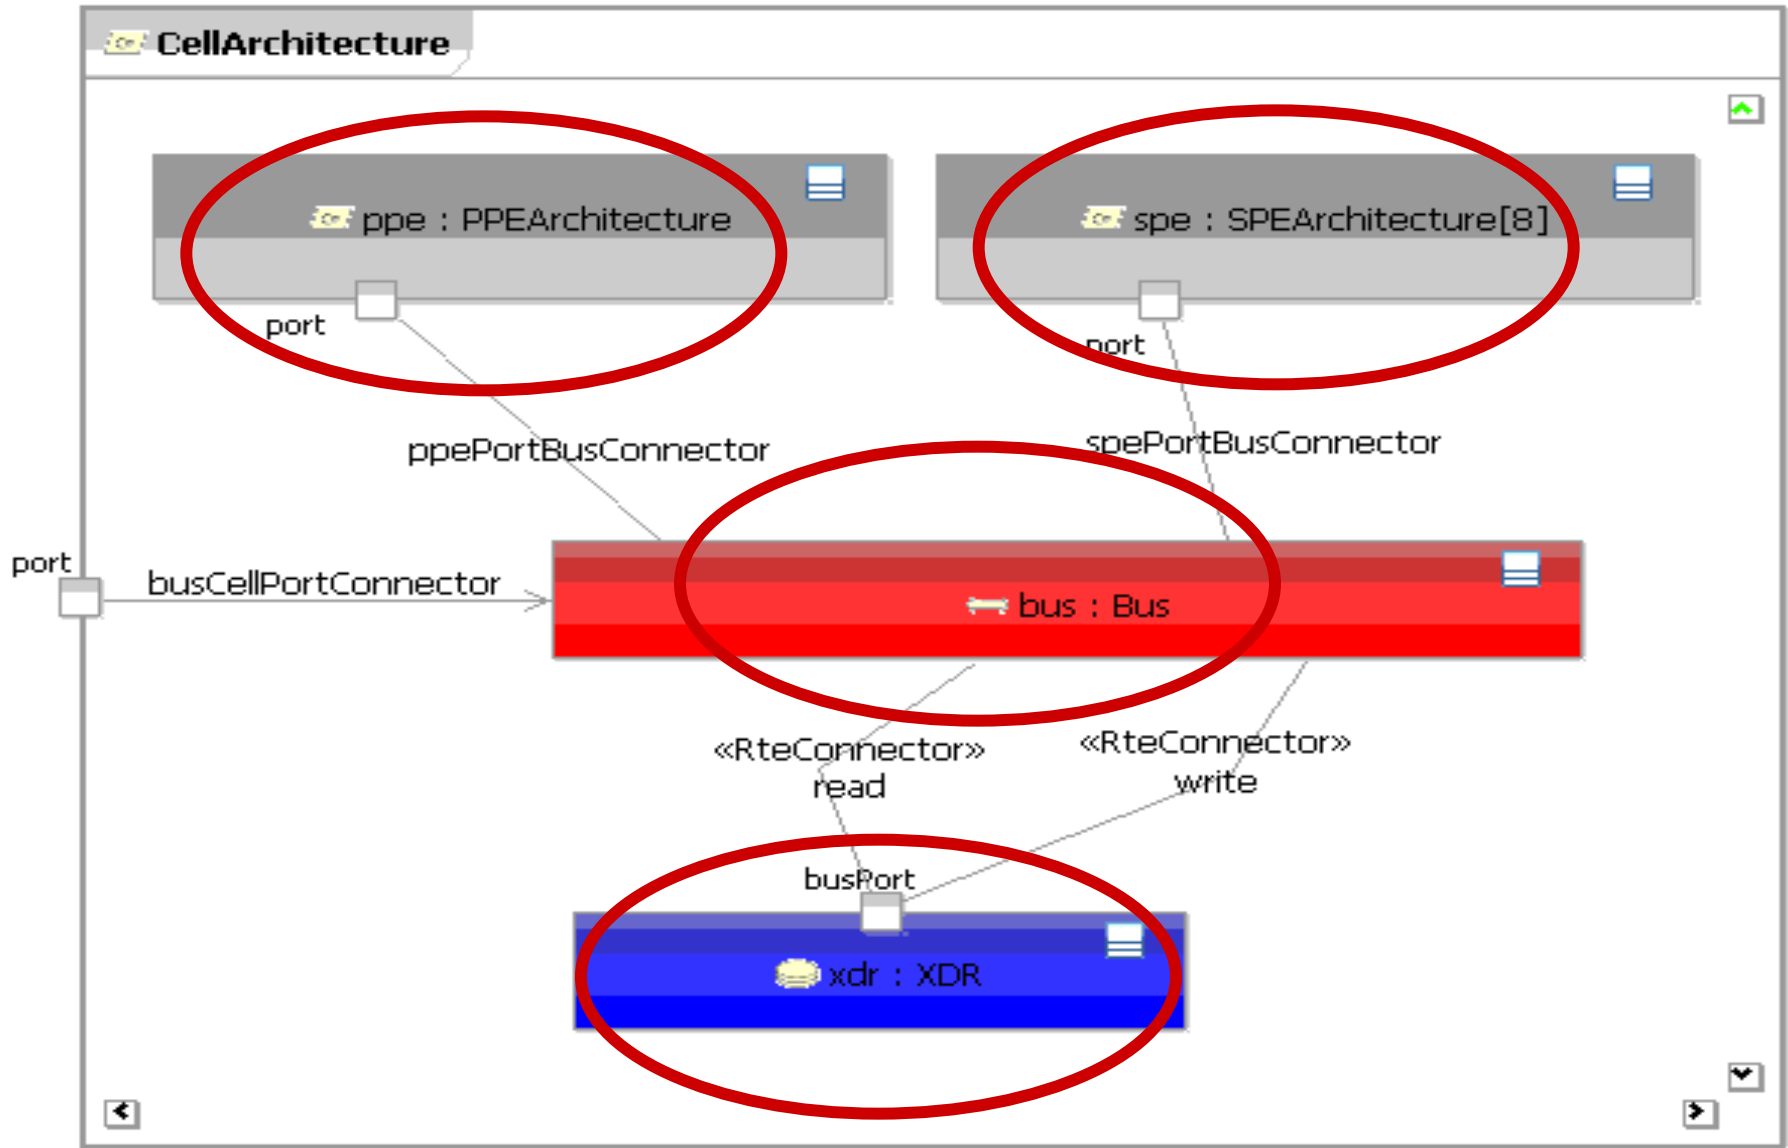 CellArchitecture
ppe : PPEArchitecture
spe : SPEArchitecture[8]
port
port
ppePortBusConnector
spePortBusConnector
port
busCellPortConnector
bus : Bus
«RteConnector»
read
«RteConnector»
write
busPort
xdr : XDR